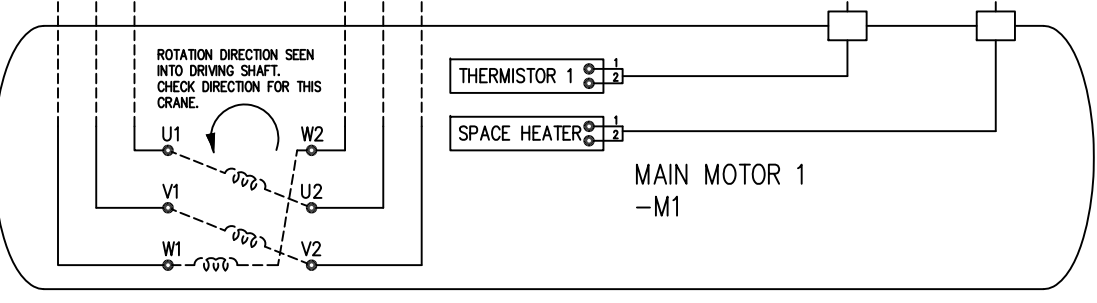 ROTATION DIRECTION SEEN
INTO DRIVING SHAFT.
CHECK DIRECTION FOR THIS
CRANE.
U1 W2
V1 U2
W1 V2
THERMISTOR 1 1
2
SPACE HEATER 1
2
MAIN MOTOR 1
-M1